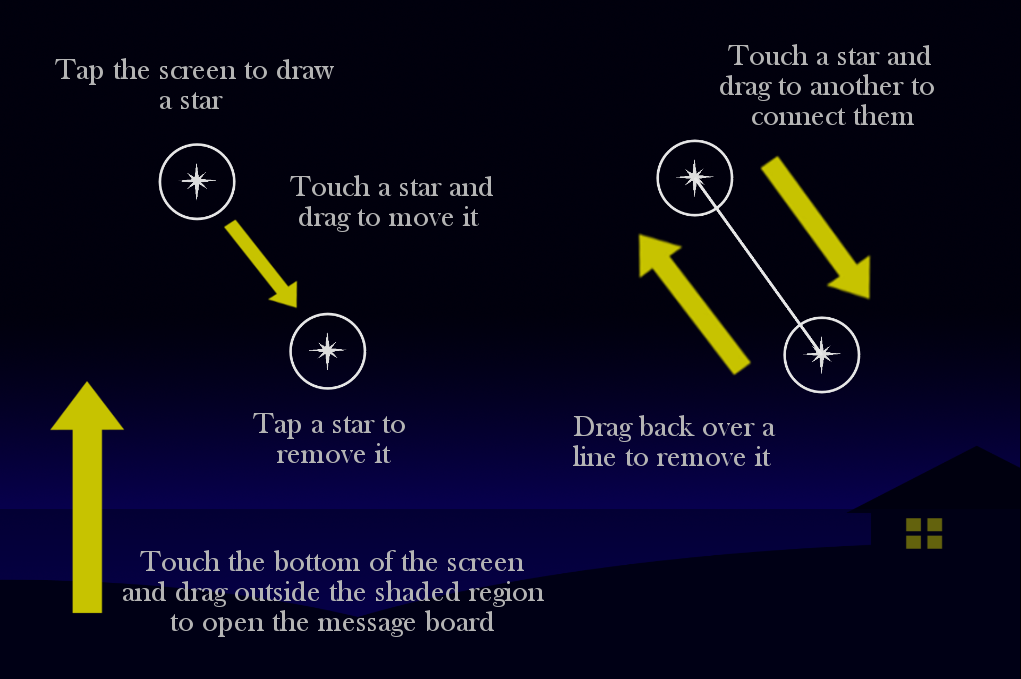 Tap the screen to draw
a star
Touch a star and
drag to move it
Tap a star to
remove it
Touch a star and
drag to another to
connect them
Drag back over a
line to remove it
Touch the bottom of the screen
and drag outside the shaded region
to open the message board